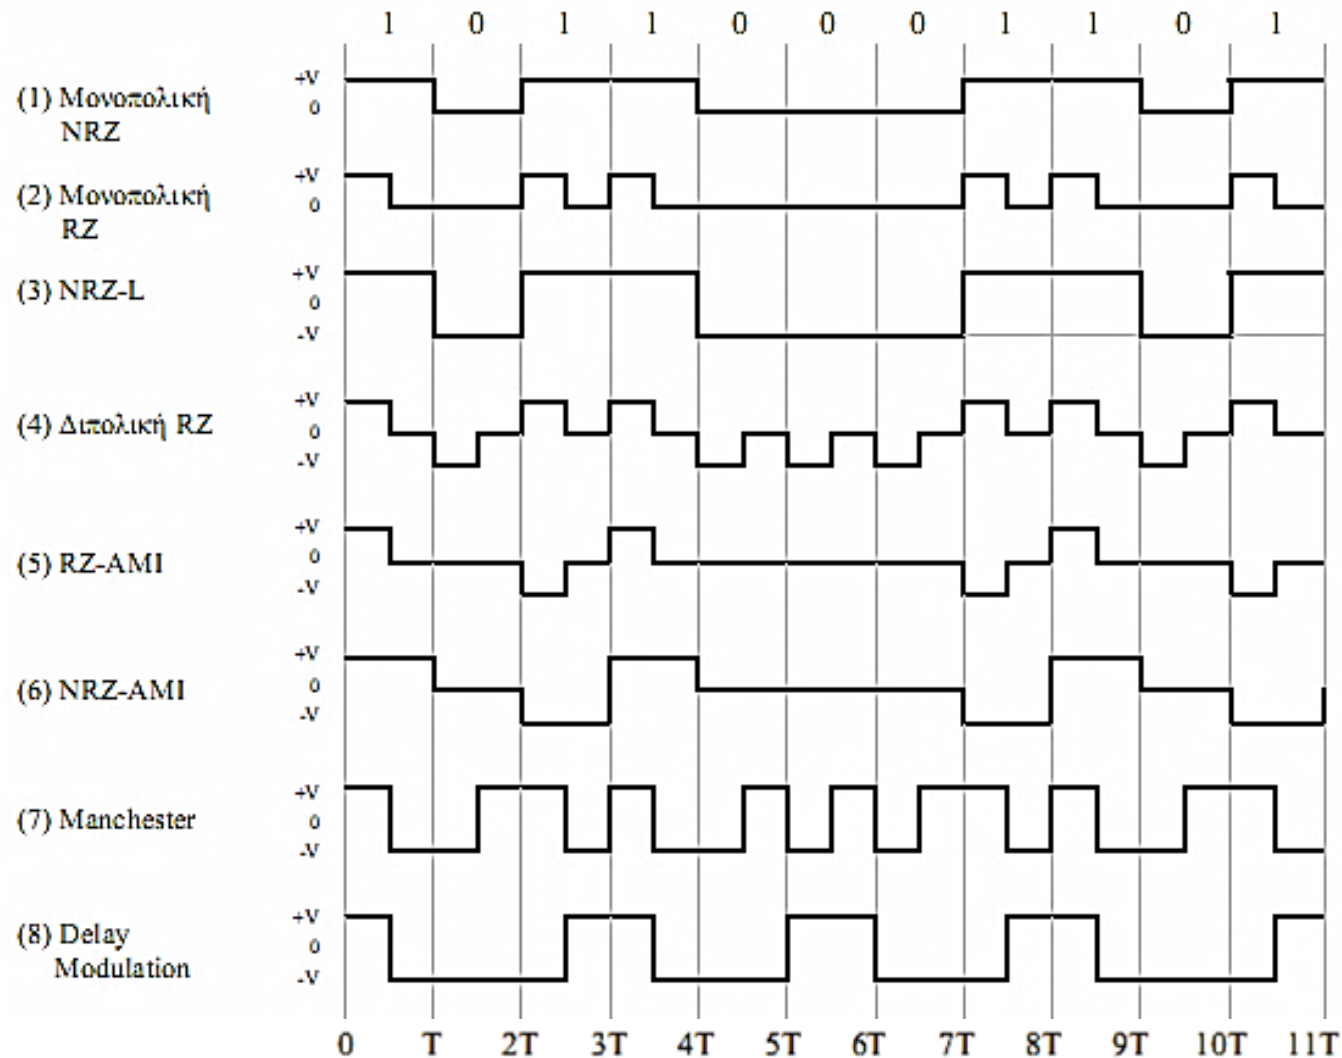 1 0 1 1 0 0 0 1 1 0 1
(1) Μονοπολική
NRZ
+V
0
(2) Μονοπολική
RZ
+V
0
(3) NRZ-L
+V
0
-V
(4) Διπολική RZ
+V
0
-V
(5) RZ-AMI
+V
0
-V
(6) NRZ-AMI
+V
0
-V
(7) Manchester
+V
0
-V
(8) Delay
Modulation
+V
0
-V
0 T 2T 3T 4T 5T 6T 7T 8T 9T 10T 11T